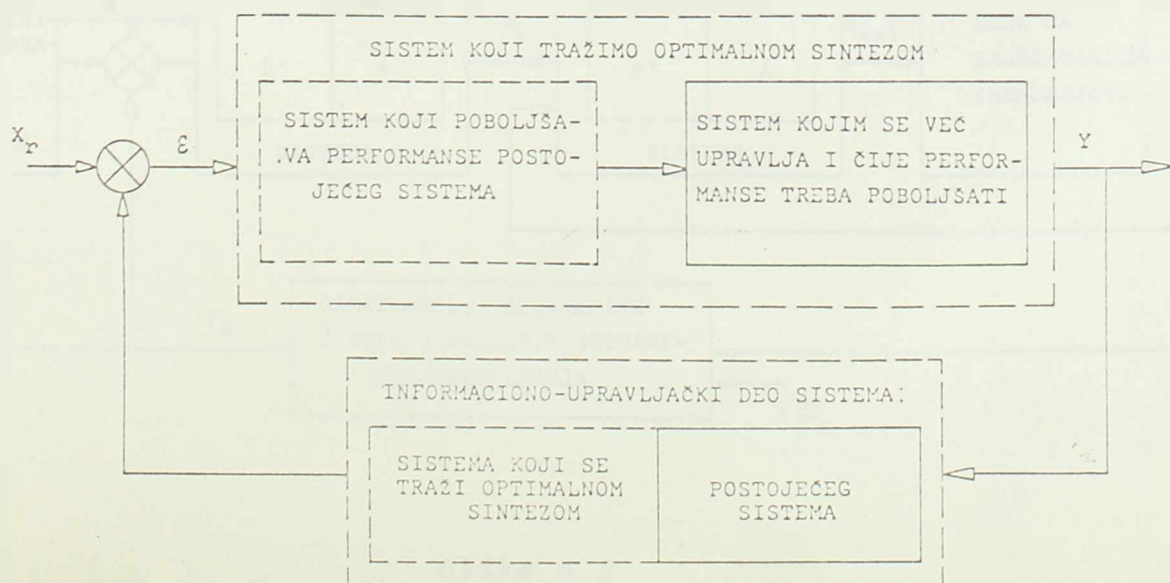 SISTEM KOJI TRAŽIMO OPTIMALNOM SINTEZOM
SISTEM KOJI POBOLJŠA-
VA PERFORMANSE POSTO-
JEĆEG SISTEMA
SISTEM KOJIM SE VEĆ
UPRAVLJA I ČIJE PERFOR-
MANSE TREBA POBOLJŠATI
Xr
ε
Y
INFORMACIONO-UPRAVLJAČKI DEO SISTEMA:
SISTEMA KOJI SE
TRAŽI OPTIMALNOM
SINTEZOM
POSTOJEĆEG
SISTEMA